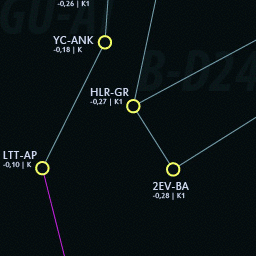 -0,26 | K1
YC-ANK
-0,18 | K
HLR-GR
-0,27 | K1
LTT-AP
-0,10 | K
2EV-BA
-0,28 | K1
B-D24